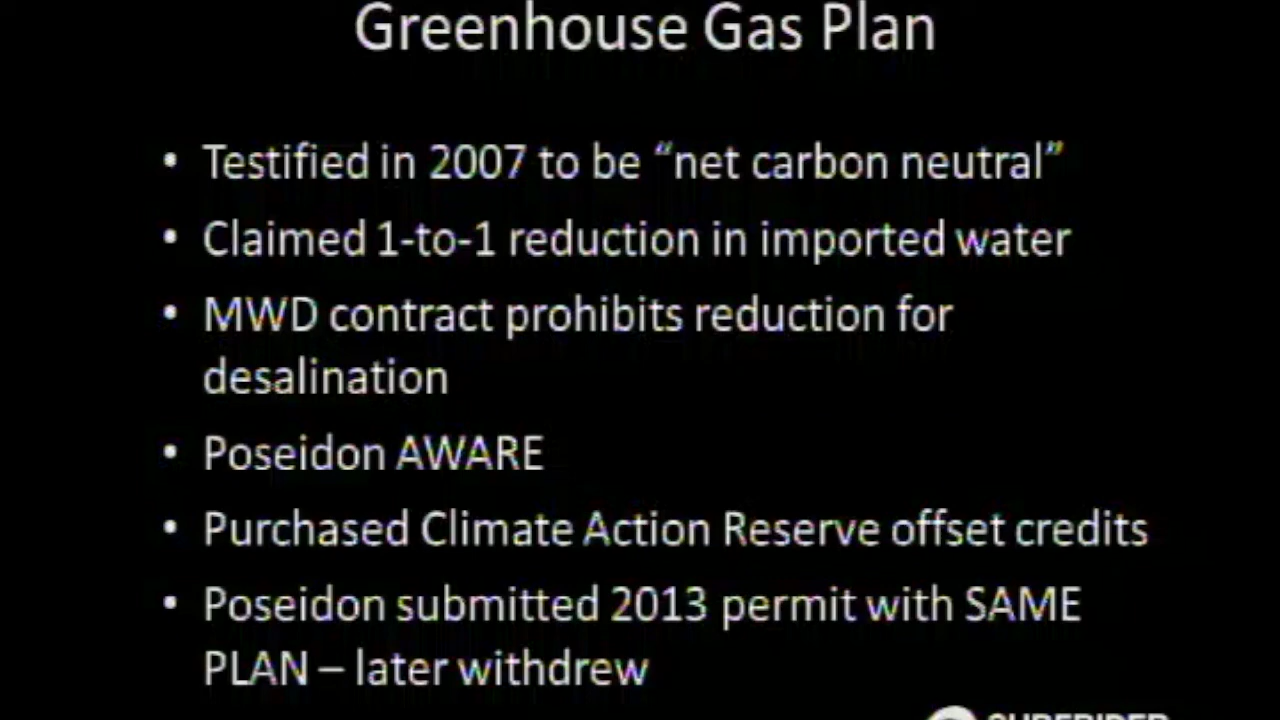 Greenhouse Gas Plan
• Testified in 2007 to be “net carbon neutral”
• Claimed 1-to-1 reduction in imported water
• MWD contract prohibits reduction for
desalination
• Poseidon AWARE
• Purchased Climate Action Reserve offset credits
• Poseidon submitted 2013 permit with SAME
PLAN – later withdrew